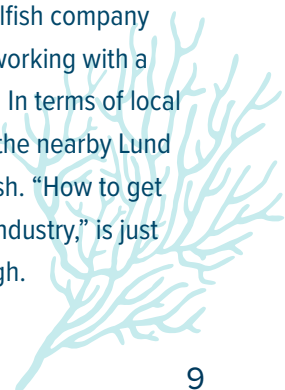 lfish company
working with a
In terms of local
the nearby Lund
sh. “How to get
ndustry,” is just
gh.
9